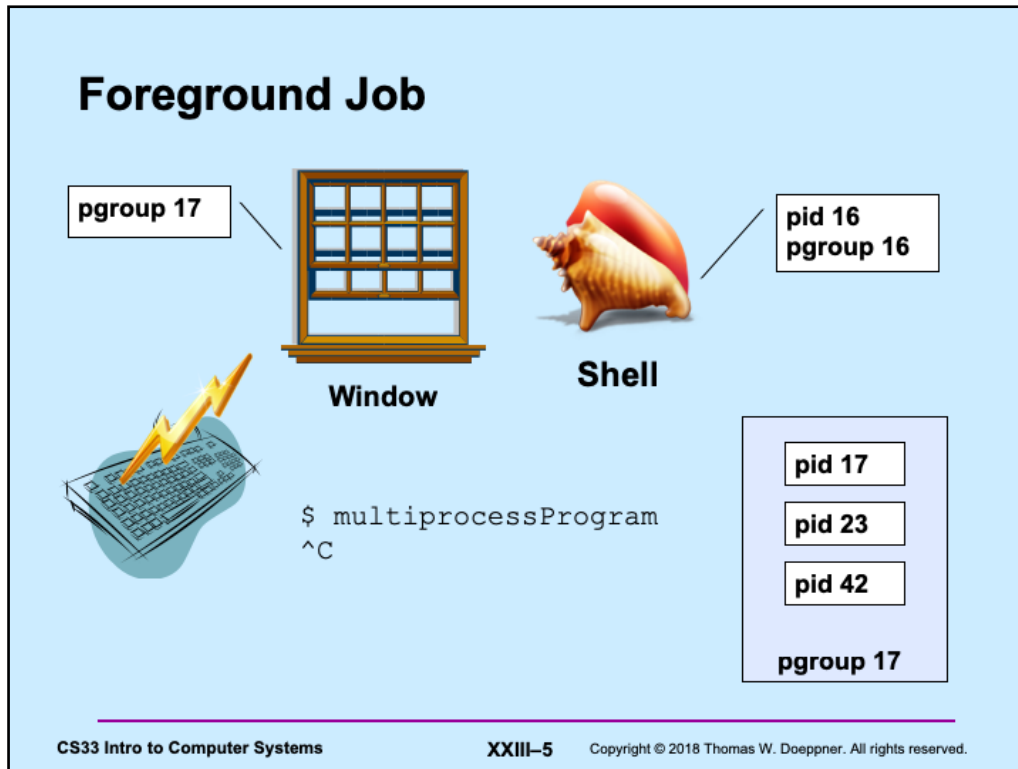 Foreground Job
pgroup 17
pid 16
pgroup 16
Window
Shell
$ multiprocessProgram
^C
pid 17
pid 23
pid 42
pgroup 17
CS33 Intro to Computer Systems
XXIII–5
Copyright © 2018 Thomas W. Doeppner. All rights reserved.